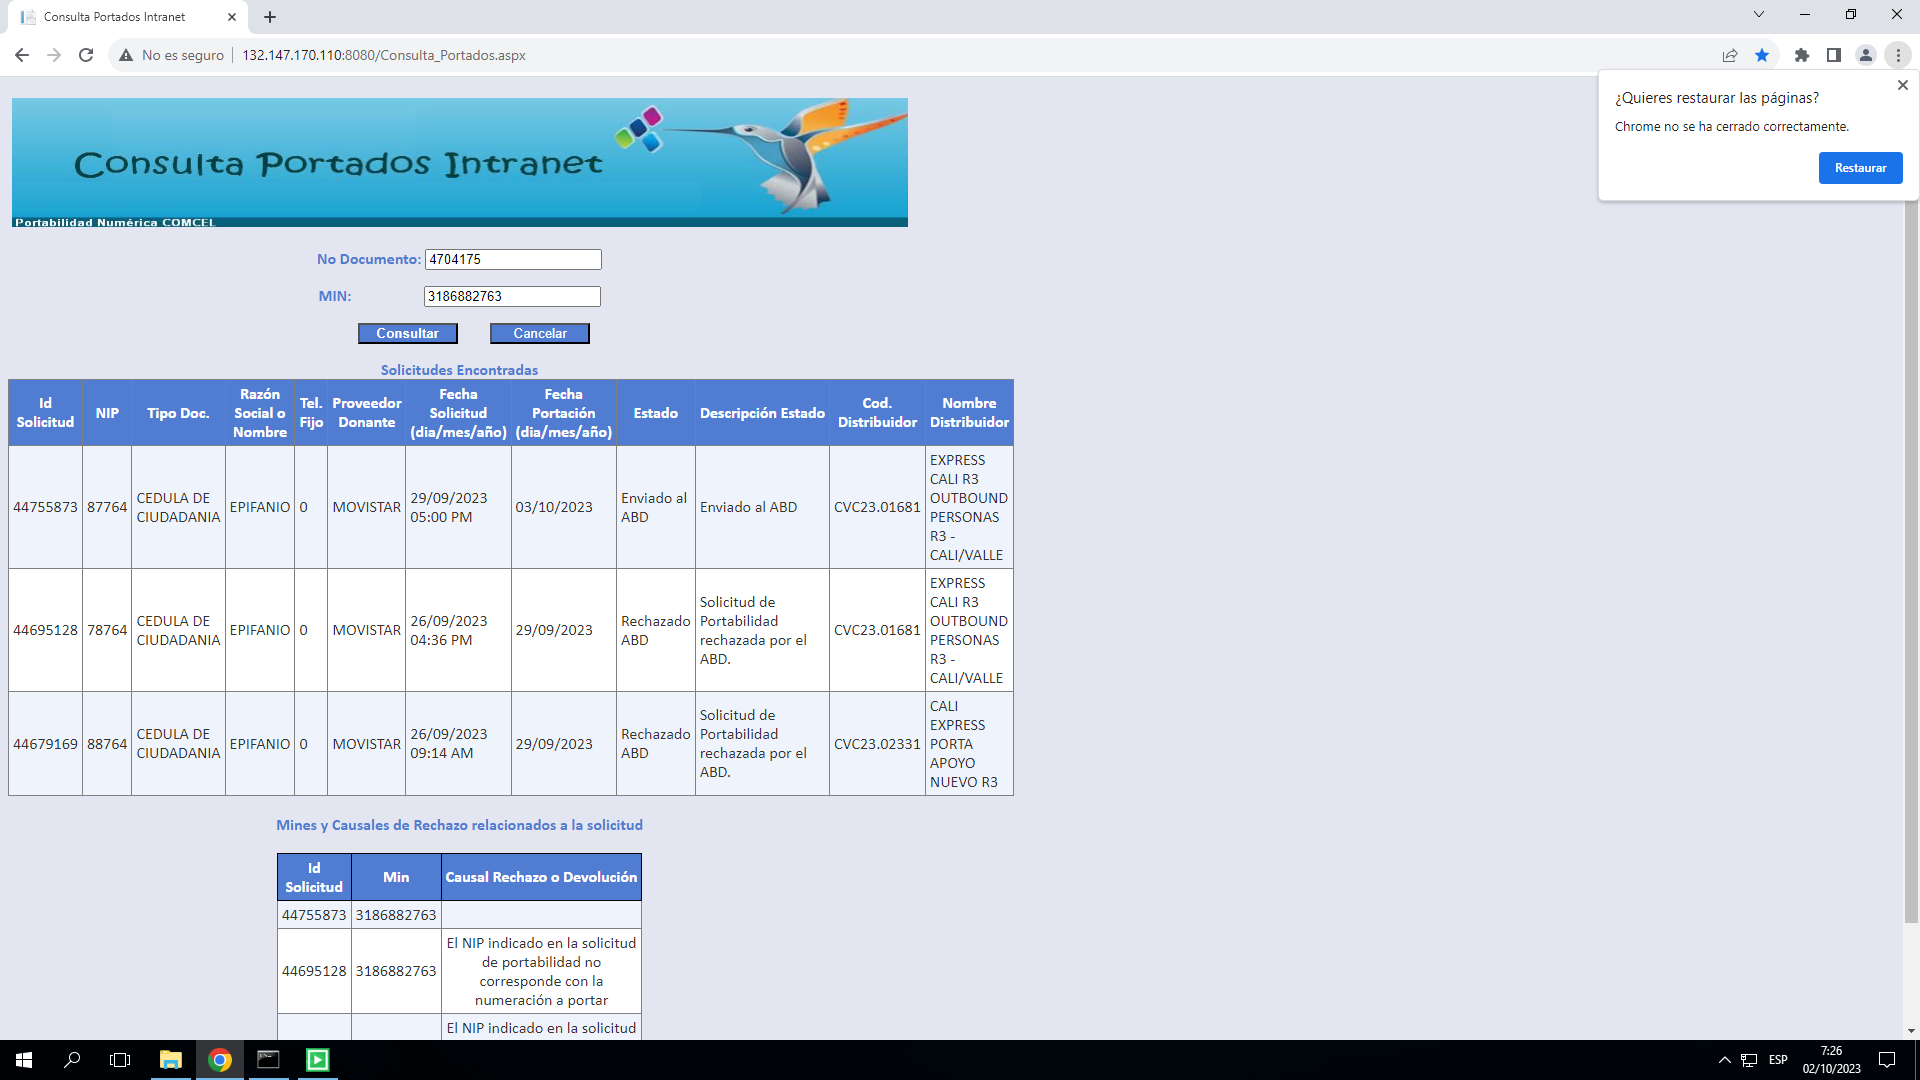 Consulta Portados Intranet
No es seguro
132.147.170.110:8080/Consulta_Portados.aspx
¿Quieres restaurar las páginas?
Chrome no se ha cerrado correctamente.
Restaurar
Consulta Portados Intranet
Portabilidad Numérica COMCEL
No Documento: 4704175
MIN: 3186882763
Consultar Cancelar
Solicitudes Encontradas
Id Solicitud NIP Tipo Doc. Razón Social o Nombre Tel. Fijo Proveedor Donante Fecha Solicitud (dia/mes/año) Fecha Portación (dia/mes/año) Estado Descripción Estado Cod. Distribuidor Nombre Distribuidor
44755873 87764 CEDULA DE CIUDADANIA EPIFANIO 0 MOVISTAR 29/09/2023 05:00 PM 03/10/2023 Enviado al ABD Enviado al ABD CVC23.01681 EXPRESS CALI R3 OUTBOUND PERSONAS R3 - CALI/VALLE
44695128 78764 CEDULA DE CIUDADANIA EPIFANIO 0 MOVISTAR 26/09/2023 04:36 PM 29/09/2023 Rechazado ABD Solicitud de Portabilidad rechazada por el ABD. CVC23.01681 EXPRESS CALI R3 OUTBOUND PERSONAS R3 - CALI/VALLE
44679169 88764 CEDULA DE CIUDADANIA EPIFANIO 0 MOVISTAR 26/09/2023 09:14 AM 29/09/2023 Rechazado ABD Solicitud de Portabilidad rechazada por el ABD. CVC23.02331 CALI EXPRESS PORTA APOYO NUEVO R3
Mines y Causales de Rechazo relacionados a la solicitud
Id Solicitud Min Causal Rechazo o Devolución
44755873 3186882763
44695128 3186882763 El NIP indicado en la solicitud de portabilidad no corresponde con la numeración a portar
El NIP indicado en la solicitud
ESP
7:26
02/10/2023